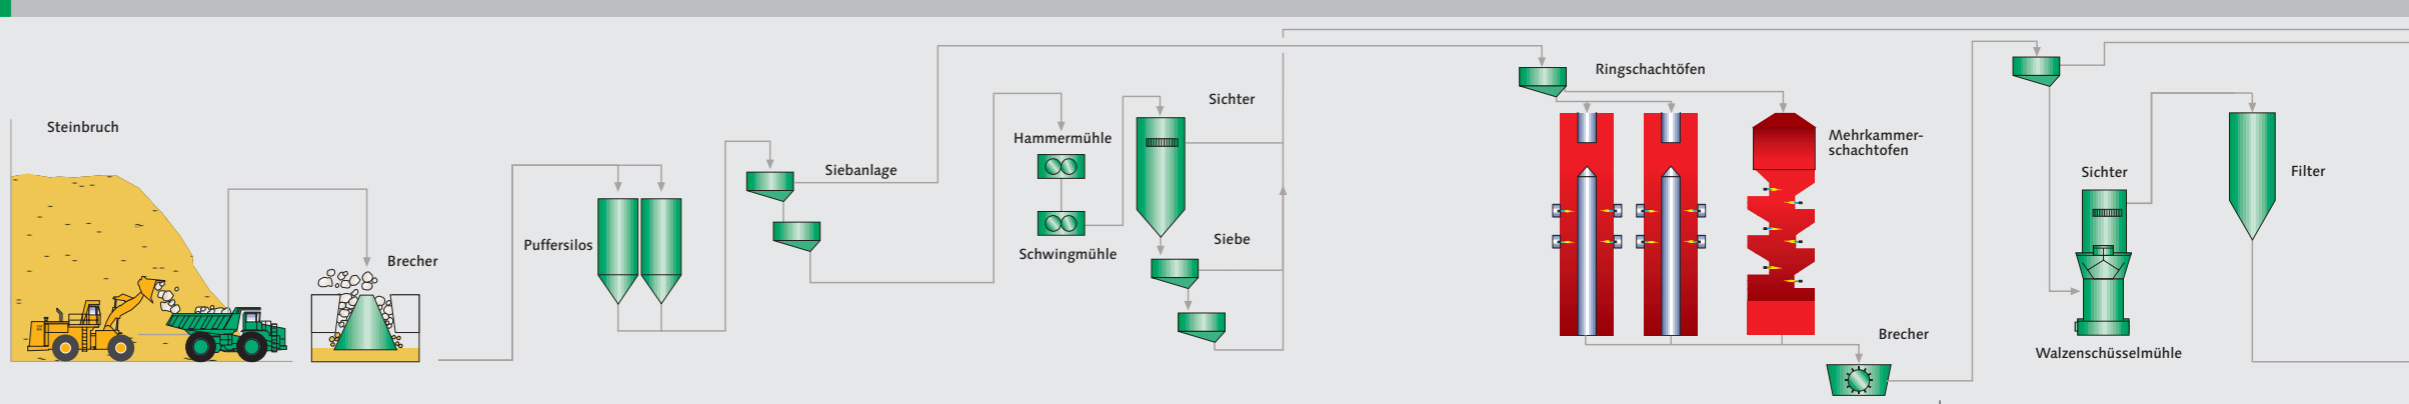 Steinbruch
Brecher
Puffersilos
Siebanlage
Hammermühle
Schwingmühle
Sichter
Siebe
Ringschachtöfen
Mehrkammer-
schachtofen
Brecher
Sichter
Walzenschüsselmühle
Filter